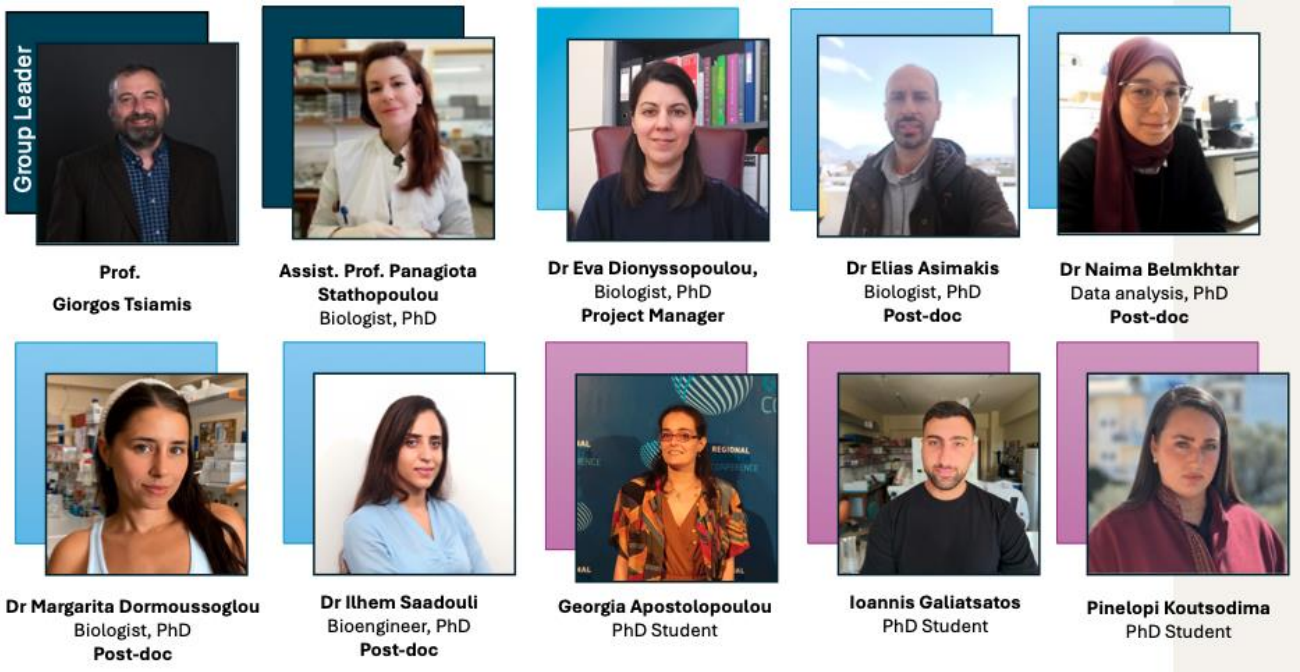 Group Leader
Prof.
Giorgos Tsiamis
Assist. Prof. Panagiota
Stathopoulou
Biologist, PhD
Dr Eva Dionyssopoulou,
Biologist, PhD
Project Manager
Dr Elias Asimakis
Biologist, PhD
Post-doc
Dr Naima Belmkhtar
Data analysis, PhD
Post-doc
REGIONAL
CONFERENCE
Dr Margarita Dormoussoglou
Biologist, PhD
Post-doc
Dr Ilhem Saadouli
Bioengineer, PhD
Post-doc
Georgia Apostolopoulou
PhD Student
Ioannis Galiatsatos
PhD Student
Pinelopi Koutsodima
PhD Student